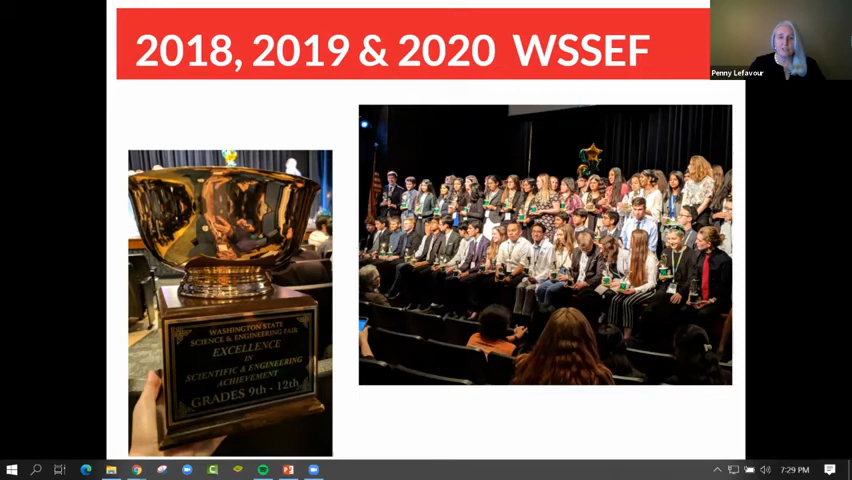 2018, 2019 & 2020 WSSEF
Penny Lefavour
WASHINGTON STATE
SCIENCE & ENGINEERING FAIR
EXCELLENCE
IN
SCIENTIFIC & ENGINEERING
ACHIEVEMENT
GRADES 9th - 12th
7:29 PM